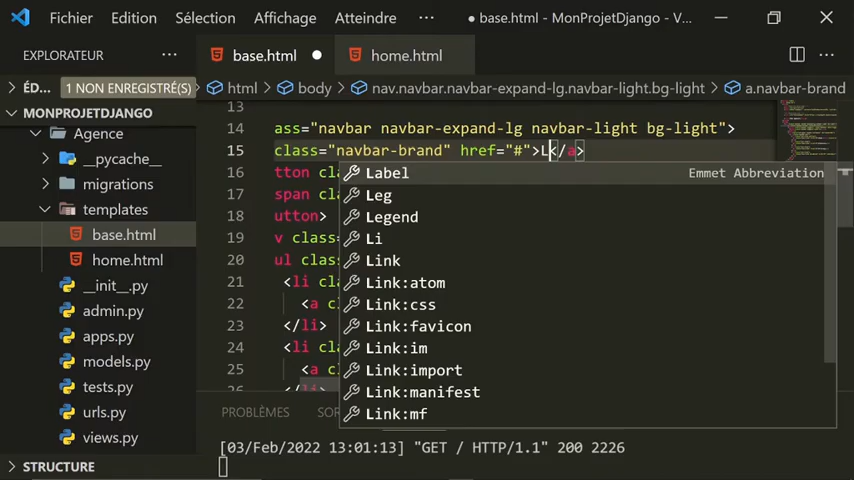 Fichier Edition Sélection Affichage Atteindre ··· base.html - MonProjetDjango - V...
EXPLORATEUR ··· base.html home.html
ÉD... 1 NON ENREGISTRÉ(S) html > body > nav.navbar.navbar-expand-lg.navbar-light.bg-light > a.navbar-brand
MONPROJETDJANGO 13
Agence 14 ass="navbar navbar-expand-lg navbar-light bg-light">
__pycache__ 15 class="navbar-brand" href="#">L</a>
migrations 16 tton cla Label Emmet Abbreviation
templates 17 span cla Leg
base.html 18 utton> Legend
home.html 19 v class= Li
__init__.py 20 ul class Link
admin.py 21 <li cla Link:atom
apps.py 22 <a c Link:css
models.py 23 </li> Link:favicon
tests.py 24 <li cla Link:im
urls.py 25 <a c Link:import
views.py 26 </li> Link:manifest
Link:mf
PROBLÈMES SOR
[03/Feb/2022 13:01:13] "GET / HTTP/1.1" 200 2226
STRUCTURE